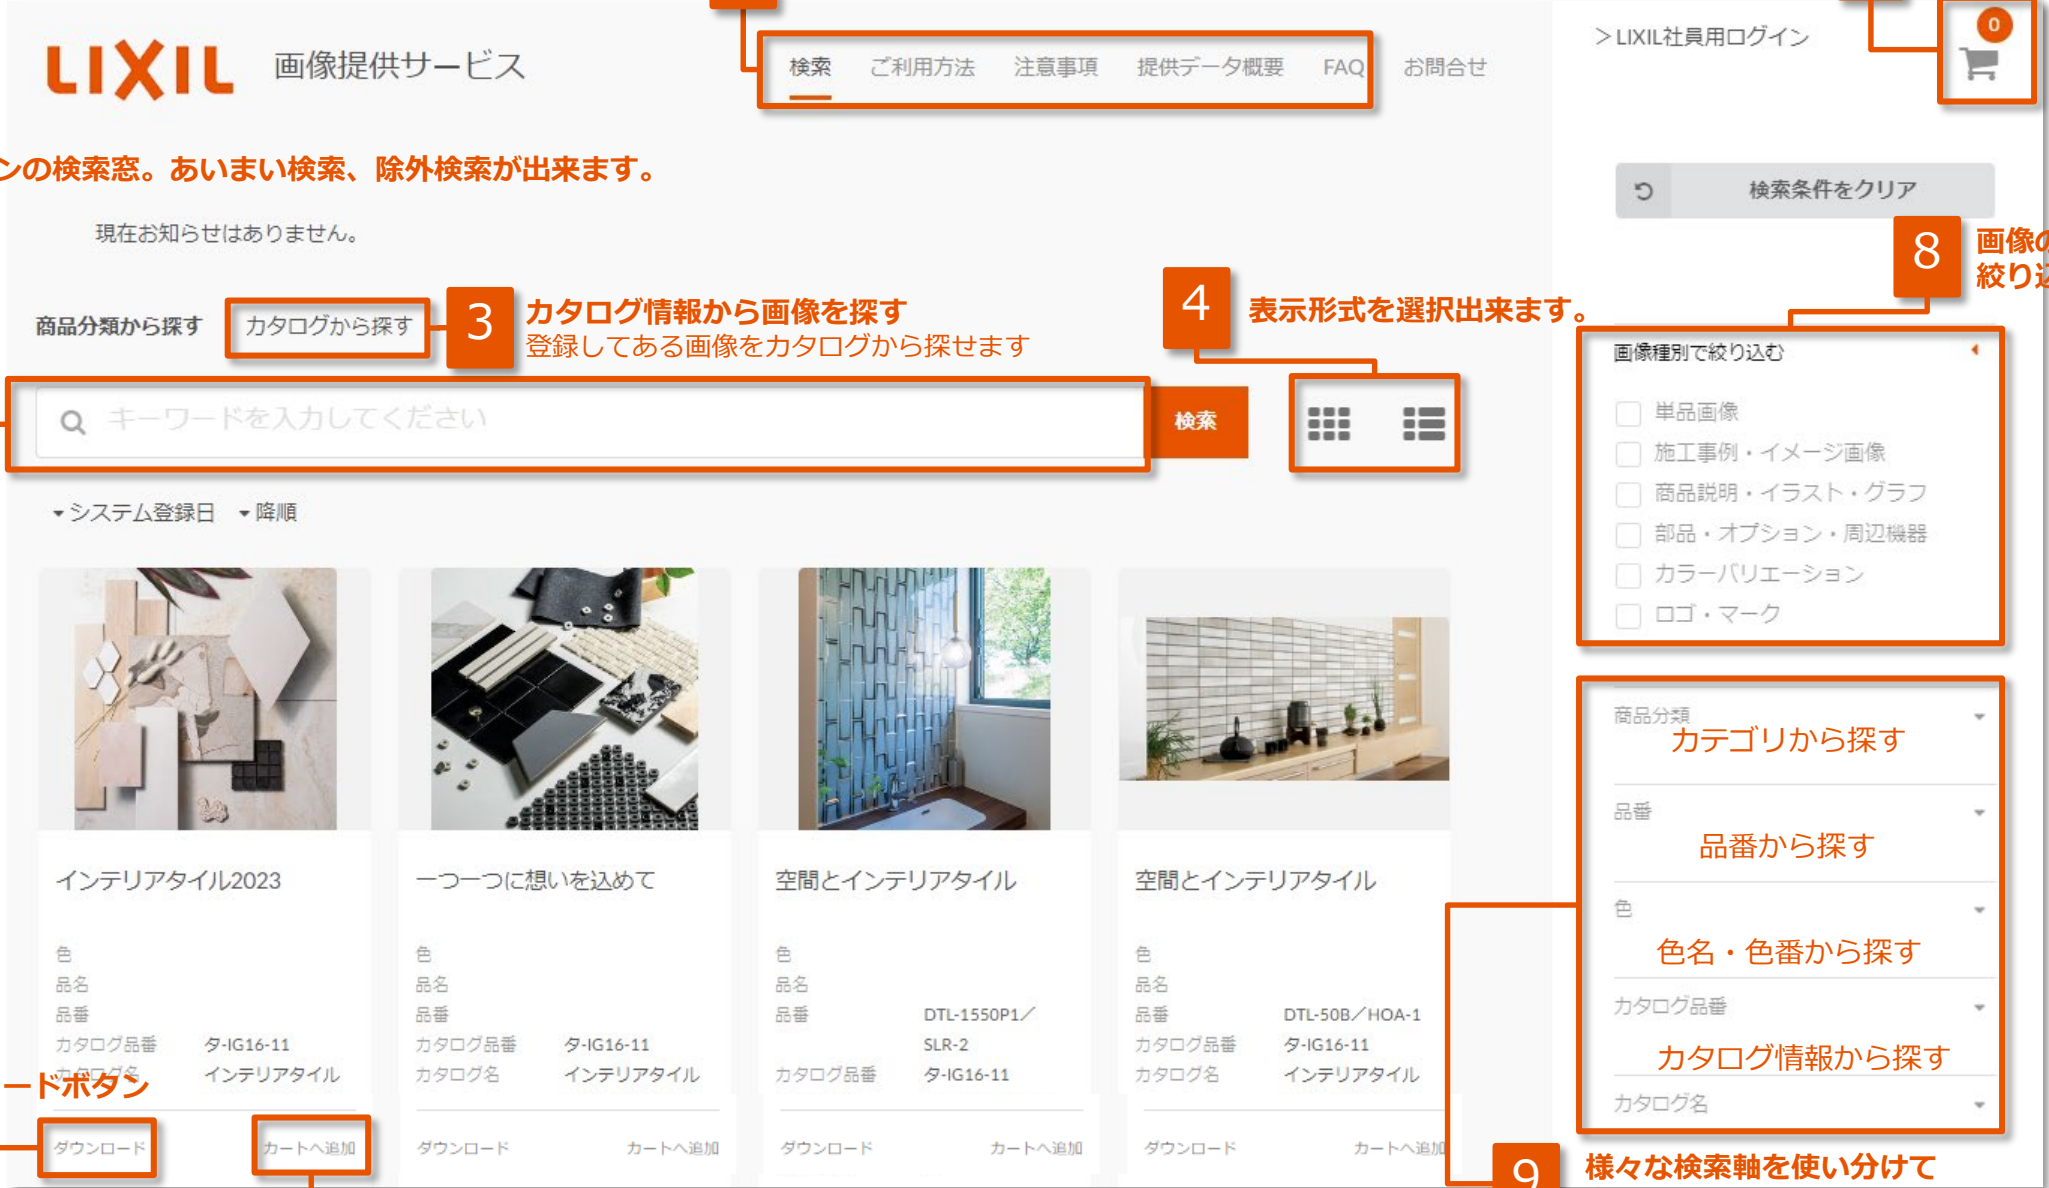 LIXIL 画像提供サービス
検索 ご利用方法 注意事項 提供データ概要 FAQ お問合せ
＞LIXIL社員用ログイン
0
ンの検索窓。あいまい検索、除外検索が出来ます。
検索条件をクリア
現在お知らせはありません。
8
画像の
絞り込
商品分類から探す
カタログから探す
3
カタログ情報から画像を探す
登録してある画像をカタログから探せます
4
表示形式を選択出来ます。
キーワードを入力してください
検索
画像種別で絞り込む
単品画像
施工事例・イメージ画像
商品説明・イラスト・グラフ
部品・オプション・周辺機器
カラーバリエーション
ロゴ・マーク
システム登録日 降順
インテリアタイル2023
色
品名
品番
カタログ品番 タ-IG16-11
カタログ名 インテリアタイル
ードボタン
ダウンロード カートへ追加
一つ一つに想いを込めて
色
品名
品番
カタログ品番 タ-IG16-11
カタログ名 インテリアタイル
ダウンロード カートへ追加
空間とインテリアタイル
色
品名
品番 DTL-1550P1／
SLR-2
カタログ品番 タ-IG16-11
ダウンロード カートへ追加
空間とインテリアタイル
色
品名
品番 DTL-50B／HOA-1
カタログ品番 タ-IG16-11
カタログ名 インテリアタイル
ダウンロード カートへ追加
商品分類
カテゴリから探す
品番
品番から探す
色
色名・色番から探す
カタログ品番
カタログ情報から探す
カタログ名
9
様々な検索軸を使い分けて